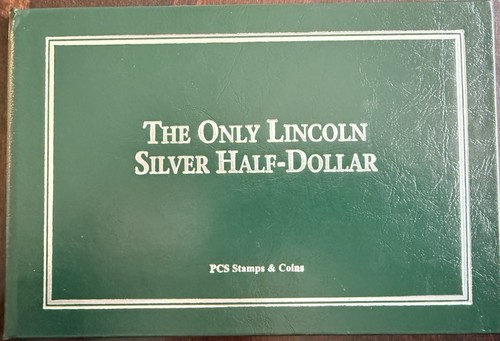 THE ONLY LINCOLN
SILVER HALF-DOLLAR
PCS Stamps & Coins